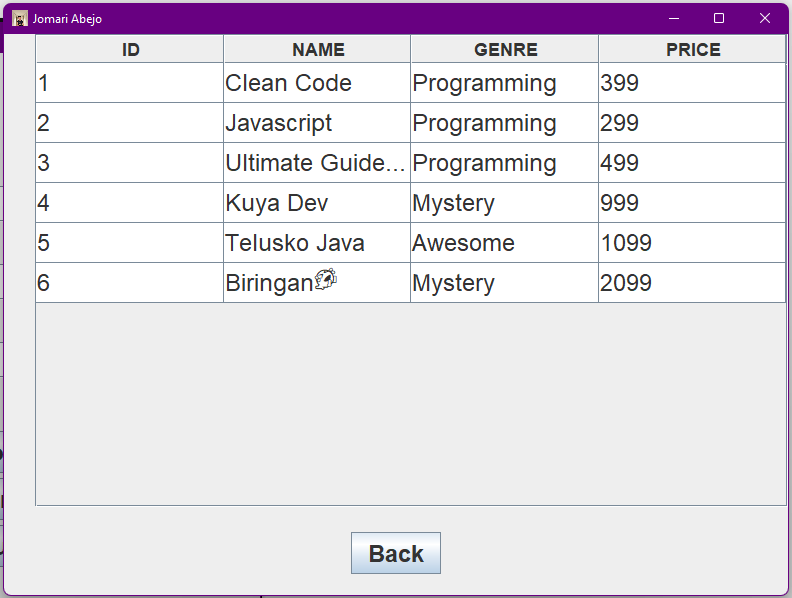 Jomari Abejo
ID NAME GENRE PRICE
1 Clean Code Programming 399
2 Javascript Programming 299
3 Ultimate Guide... Programming 499
4 Kuya Dev Mystery 999
5 Telusko Java Awesome 1099
6 Biringan Mystery 2099
Back